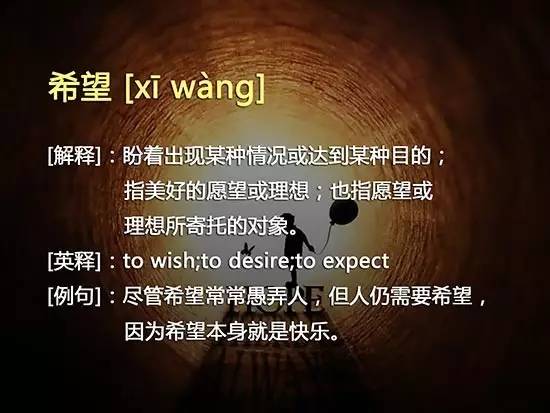 希望 [xī wàng]
[解释]：盼着出现某种情况或达到某种目的；
指美好的愿望或理想；也指愿望或
理想所寄托的对象。
[英释]：to wish;to desire;to expect
[例句]：尽管希望常常愚弄人，但人仍需要希望，
HOPE
因为希望本身就是快乐。